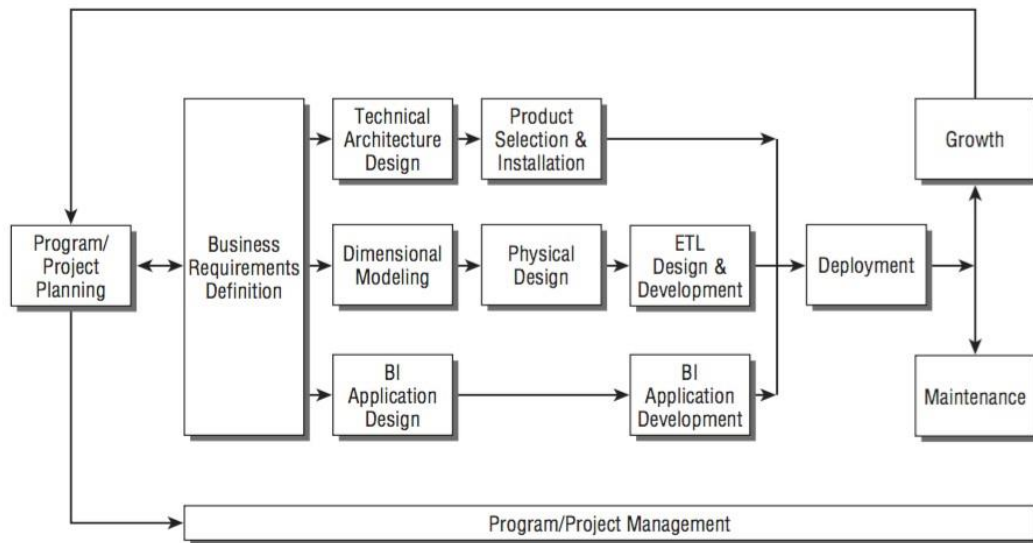 Technical
Architecture
Design
Product
Selection &
Installation
Growth
Program/
Project
Planning
Business
Requirements
Definition
Dimensional
Modeling
Physical
Design
ETL
Design &
Development
Deployment
BI
Application
Design
BI
Application
Development
Maintenance
Program/Project Management